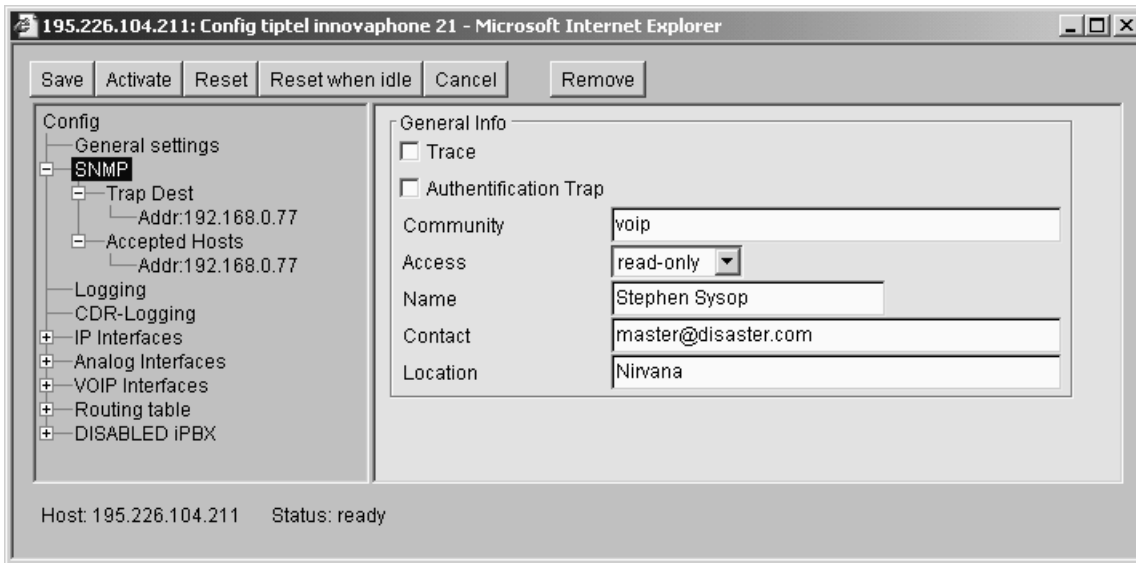 195.226.104.211: Config tiptel innovaphone 21 - Microsoft Internet Explorer
Save Activate Reset Reset when idle Cancel Remove
Config
General settings
SNMP
Trap Dest
Addr:192.168.0.77
Accepted Hosts
Addr:192.168.0.77
Logging
CDR-Logging
IP Interfaces
Analog Interfaces
VOIP Interfaces
Routing table
DISABLED iPBX
General Info
Trace
Authentification Trap
Community voip
Access read-only
Name Stephen Sysop
Contact master@disaster.com
Location Nirvana
Host: 195.226.104.211 Status: ready